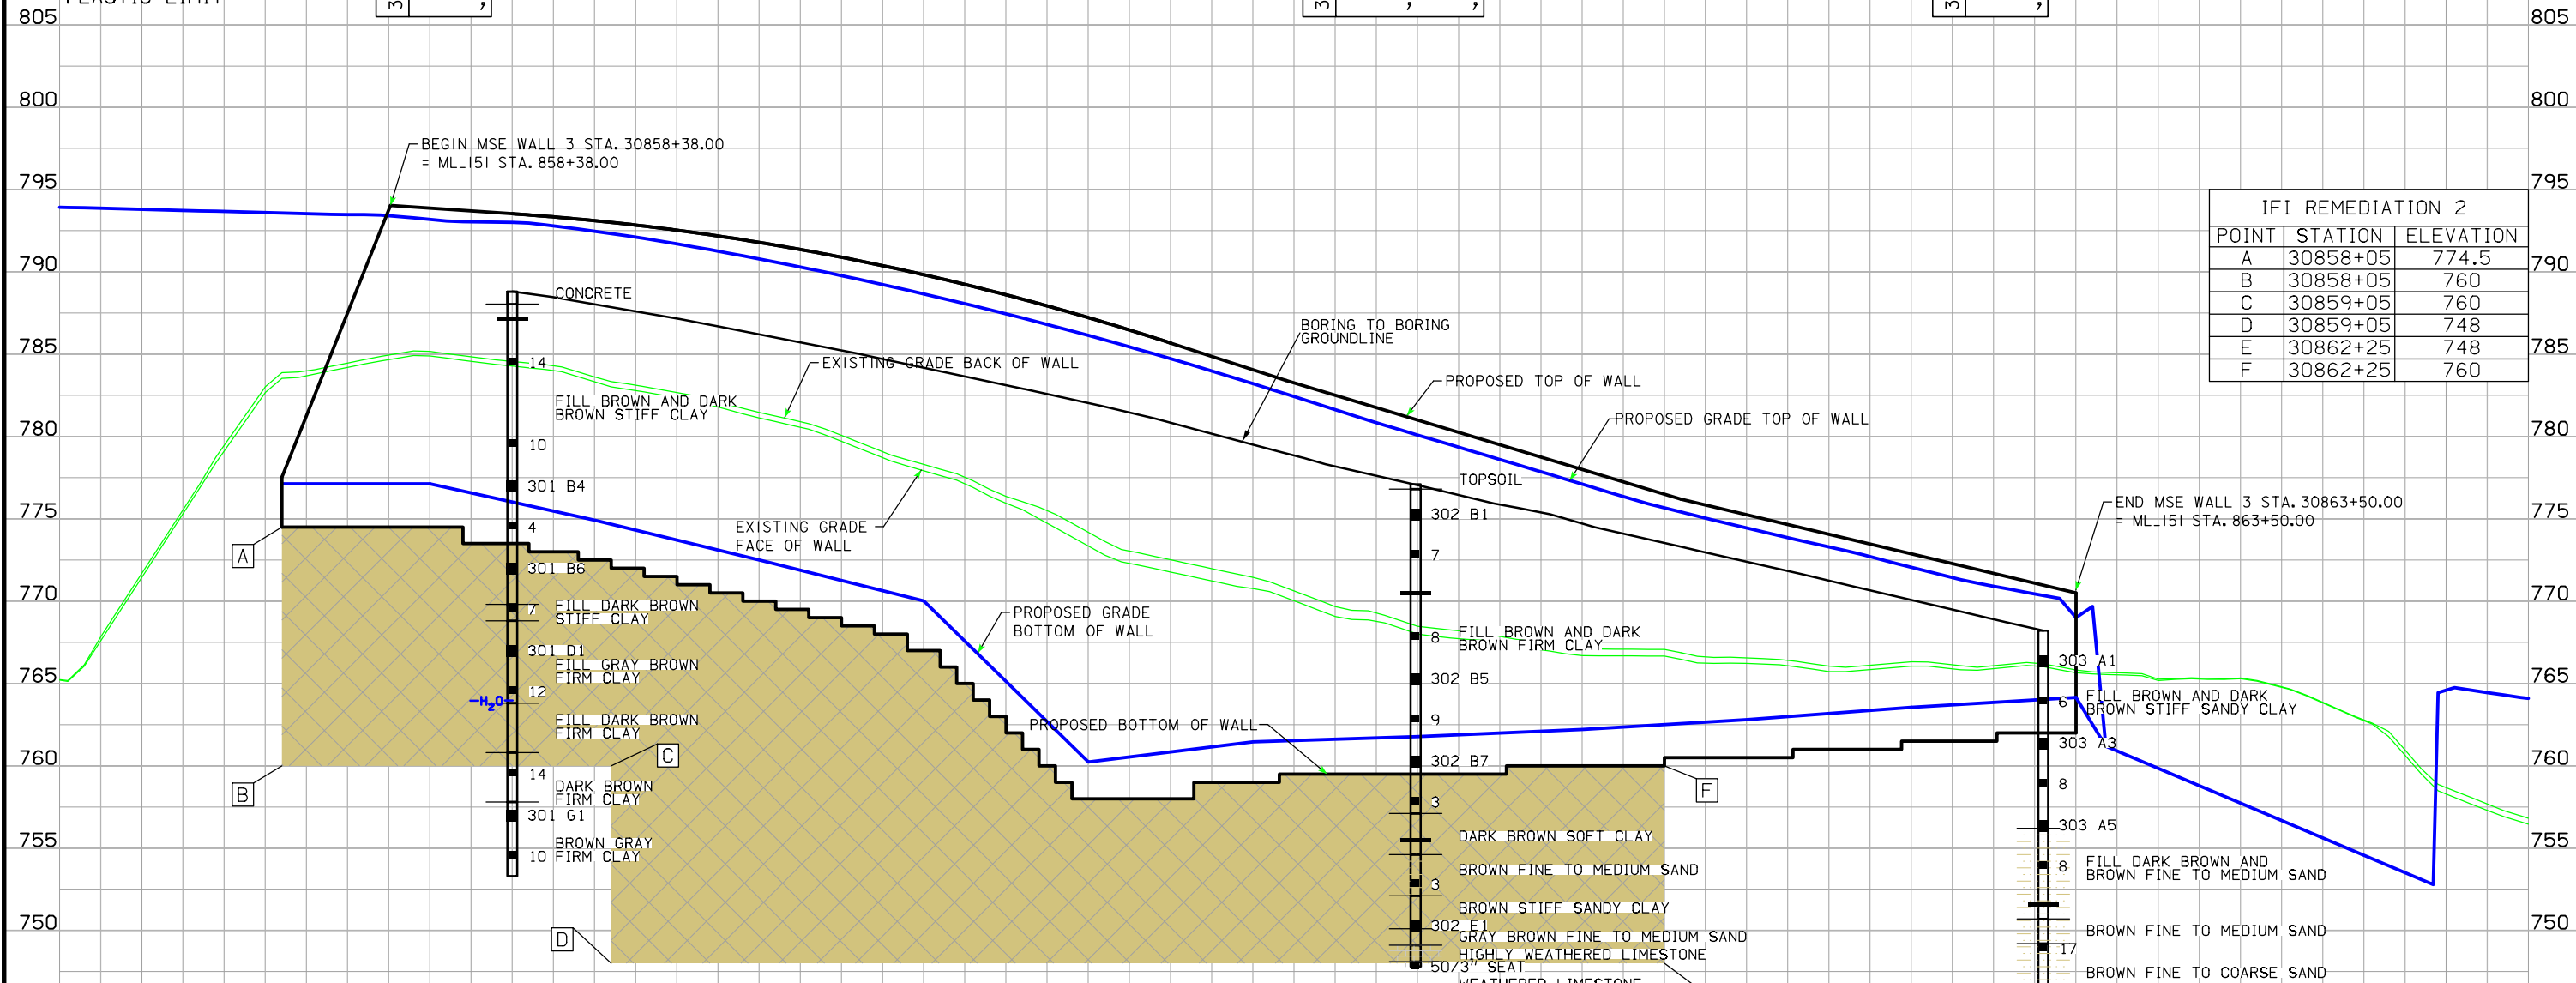 805
805
800
800
BEGIN MSE WALL 3 STA. 30858+38.00
= ML_151 STA. 858+38.00
795
795
IFI REMEDIATION 2
POINT STATION ELEVATION
A 30858+05 774.5
B 30858+05 760
C 30859+05 760
D 30859+05 748
E 30862+25 748
F 30862+25 760
790
790
CONCRETE
BORING TO BORING
GROUNDLINE
785
785
14
EXISTING GRADE BACK OF WALL
PROPOSED TOP OF WALL
FILL BROWN AND DARK
BROWN STIFF CLAY
PROPOSED GRADE TOP OF WALL
780
780
10
TOPSOIL
301 B4
302 B1
END MSE WALL 3 STA. 30863+50.00
= ML_151 STA. 863+50.00
775
775
4
EXISTING GRADE
FACE OF WALL
A
7
301 B6
770
770
7
FILL DARK BROWN
STIFF CLAY
PROPOSED GRADE
BOTTOM OF WALL
8
FILL BROWN AND DARK
BROWN FIRM CLAY
301 D1
FILL GRAY BROWN
FIRM CLAY
303 A1
765
765
302 B5
12
H2O
6
FILL BROWN AND DARK
BROWN STIFF SANDY CLAY
FILL DARK BROWN
FIRM CLAY
PROPOSED BOTTOM OF WALL
9
303 A3
760
760
C
302 B7
14
8
B
F
DARK BROWN
FIRM CLAY
3
301 G1
303 A5
755
755
DARK BROWN SOFT CLAY
BROWN GRAY
FIRM CLAY
10
BROWN FINE TO MEDIUM SAND
3
8
FILL DARK BROWN AND
BROWN FINE TO MEDIUM SAND
BROWN STIFF SANDY CLAY
750
750
302 E1
BROWN FINE TO MEDIUM SAND
D
GRAY BROWN FINE TO MEDIUM SAND
17
HIGHLY WEATHERED LIMESTONE
50/3" SEAT
BROWN FINE TO COARSE SAND
WEATHERED LIMESTONE